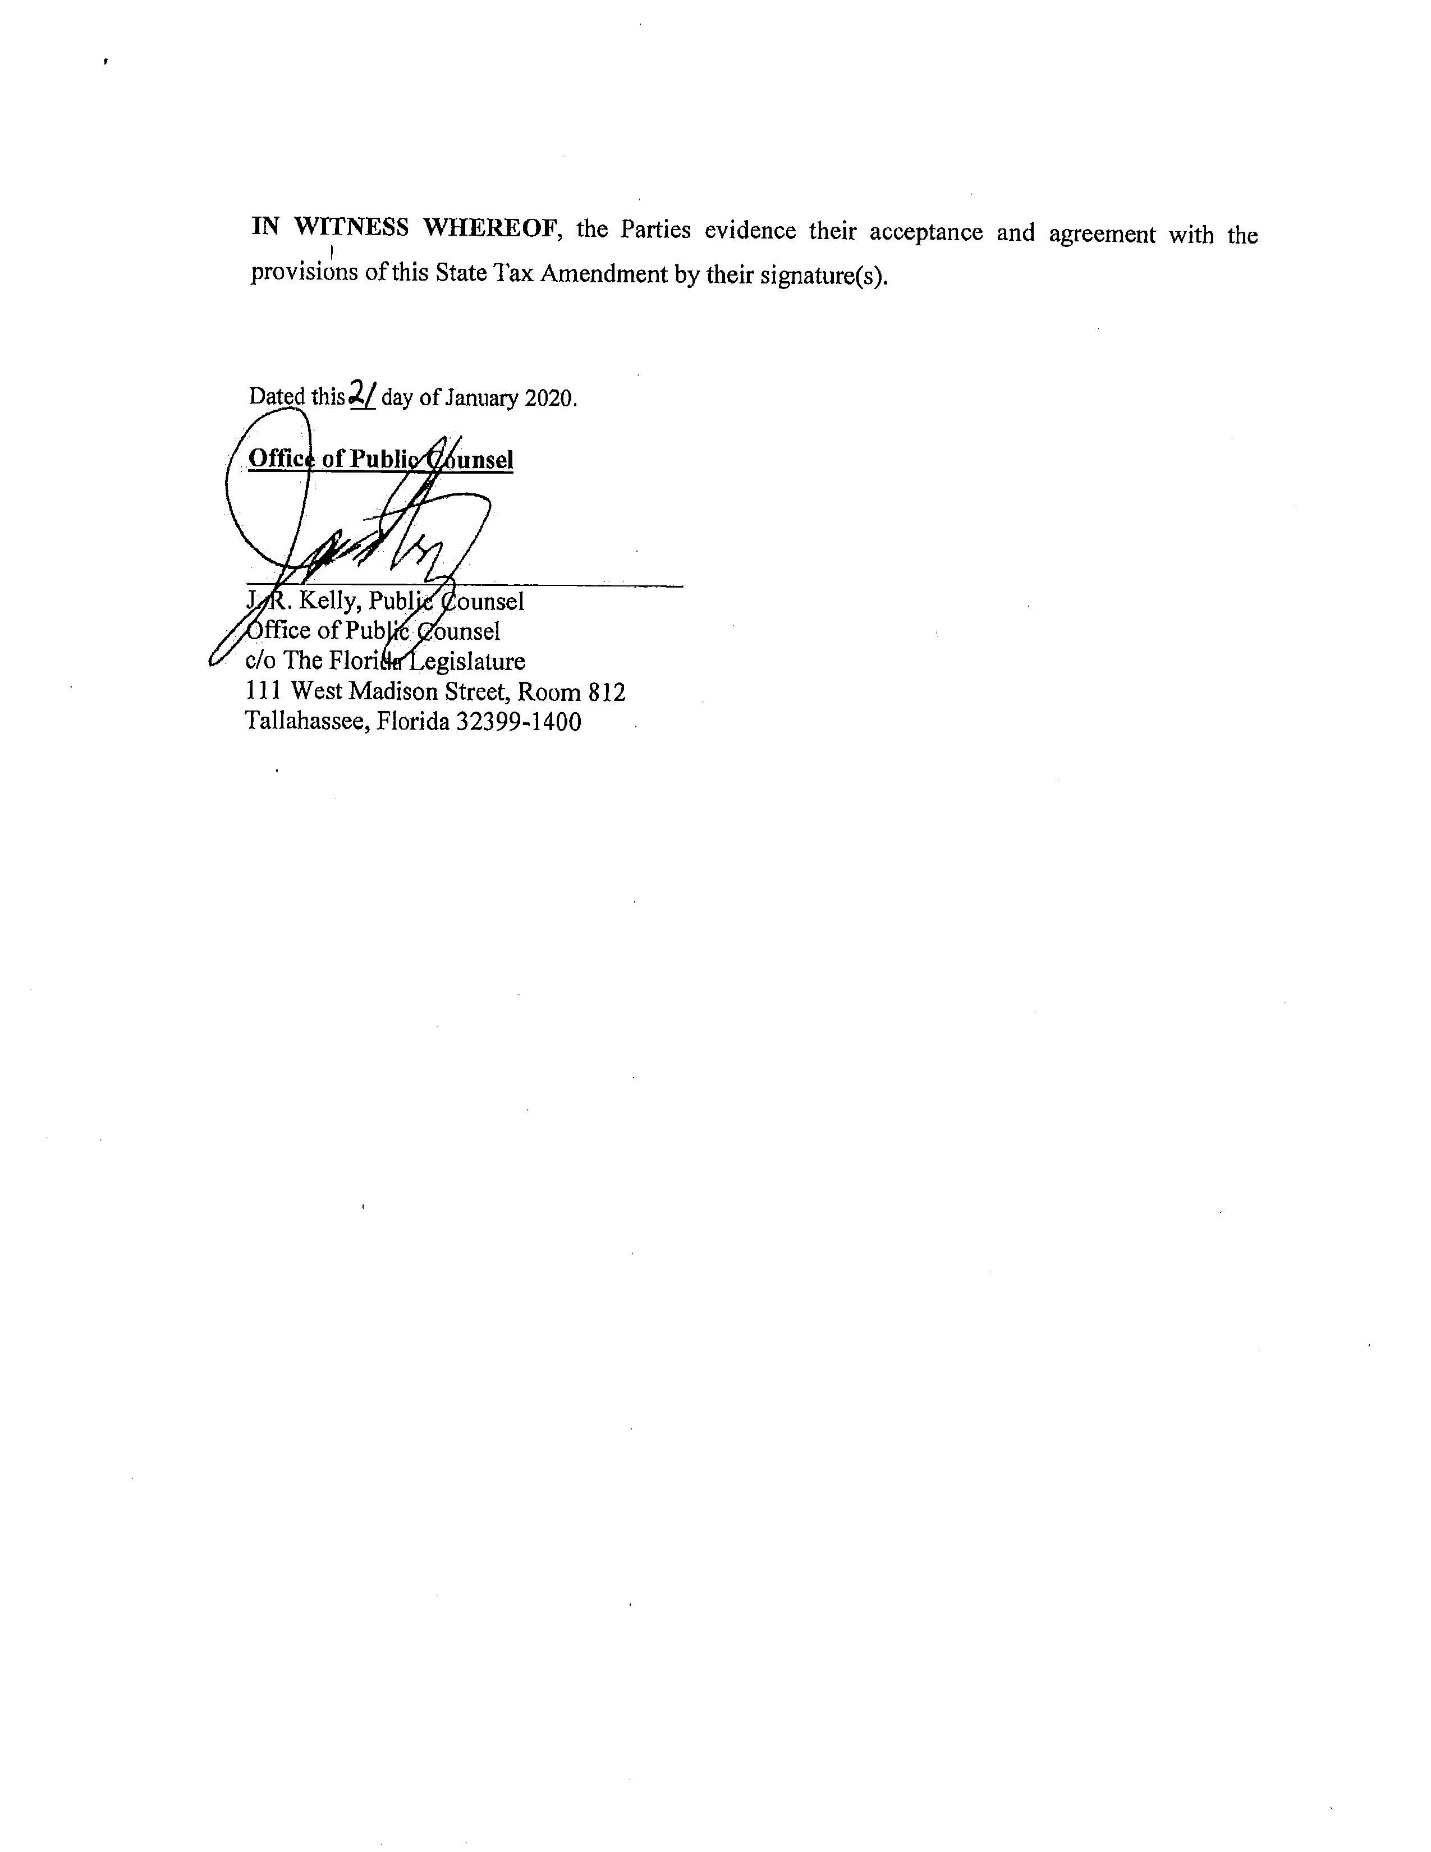 IN WITNESS WHEREOF, the Parties evidence their acceptance and agreement with the
provisions of this State Tax Amendment by their signature(s).
Dated this 21 day of January 2020.
Office of Public Counsel
J.R. Kelly, Public Counsel
Office of Public Counsel
c/o The Florida Legislature
111 West Madison Street, Room 812
Tallahassee, Florida 32399-1400